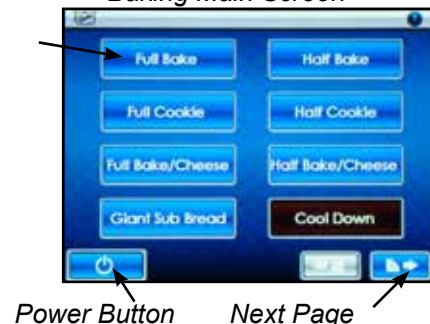 Baking Main Screen
Full Bake
Half Bake
Full Cookie
Half Cookie
Full Bake/Cheese
Half Bake/Cheese
Giant Sub Bread
Cool Down
Power Button
Next Page